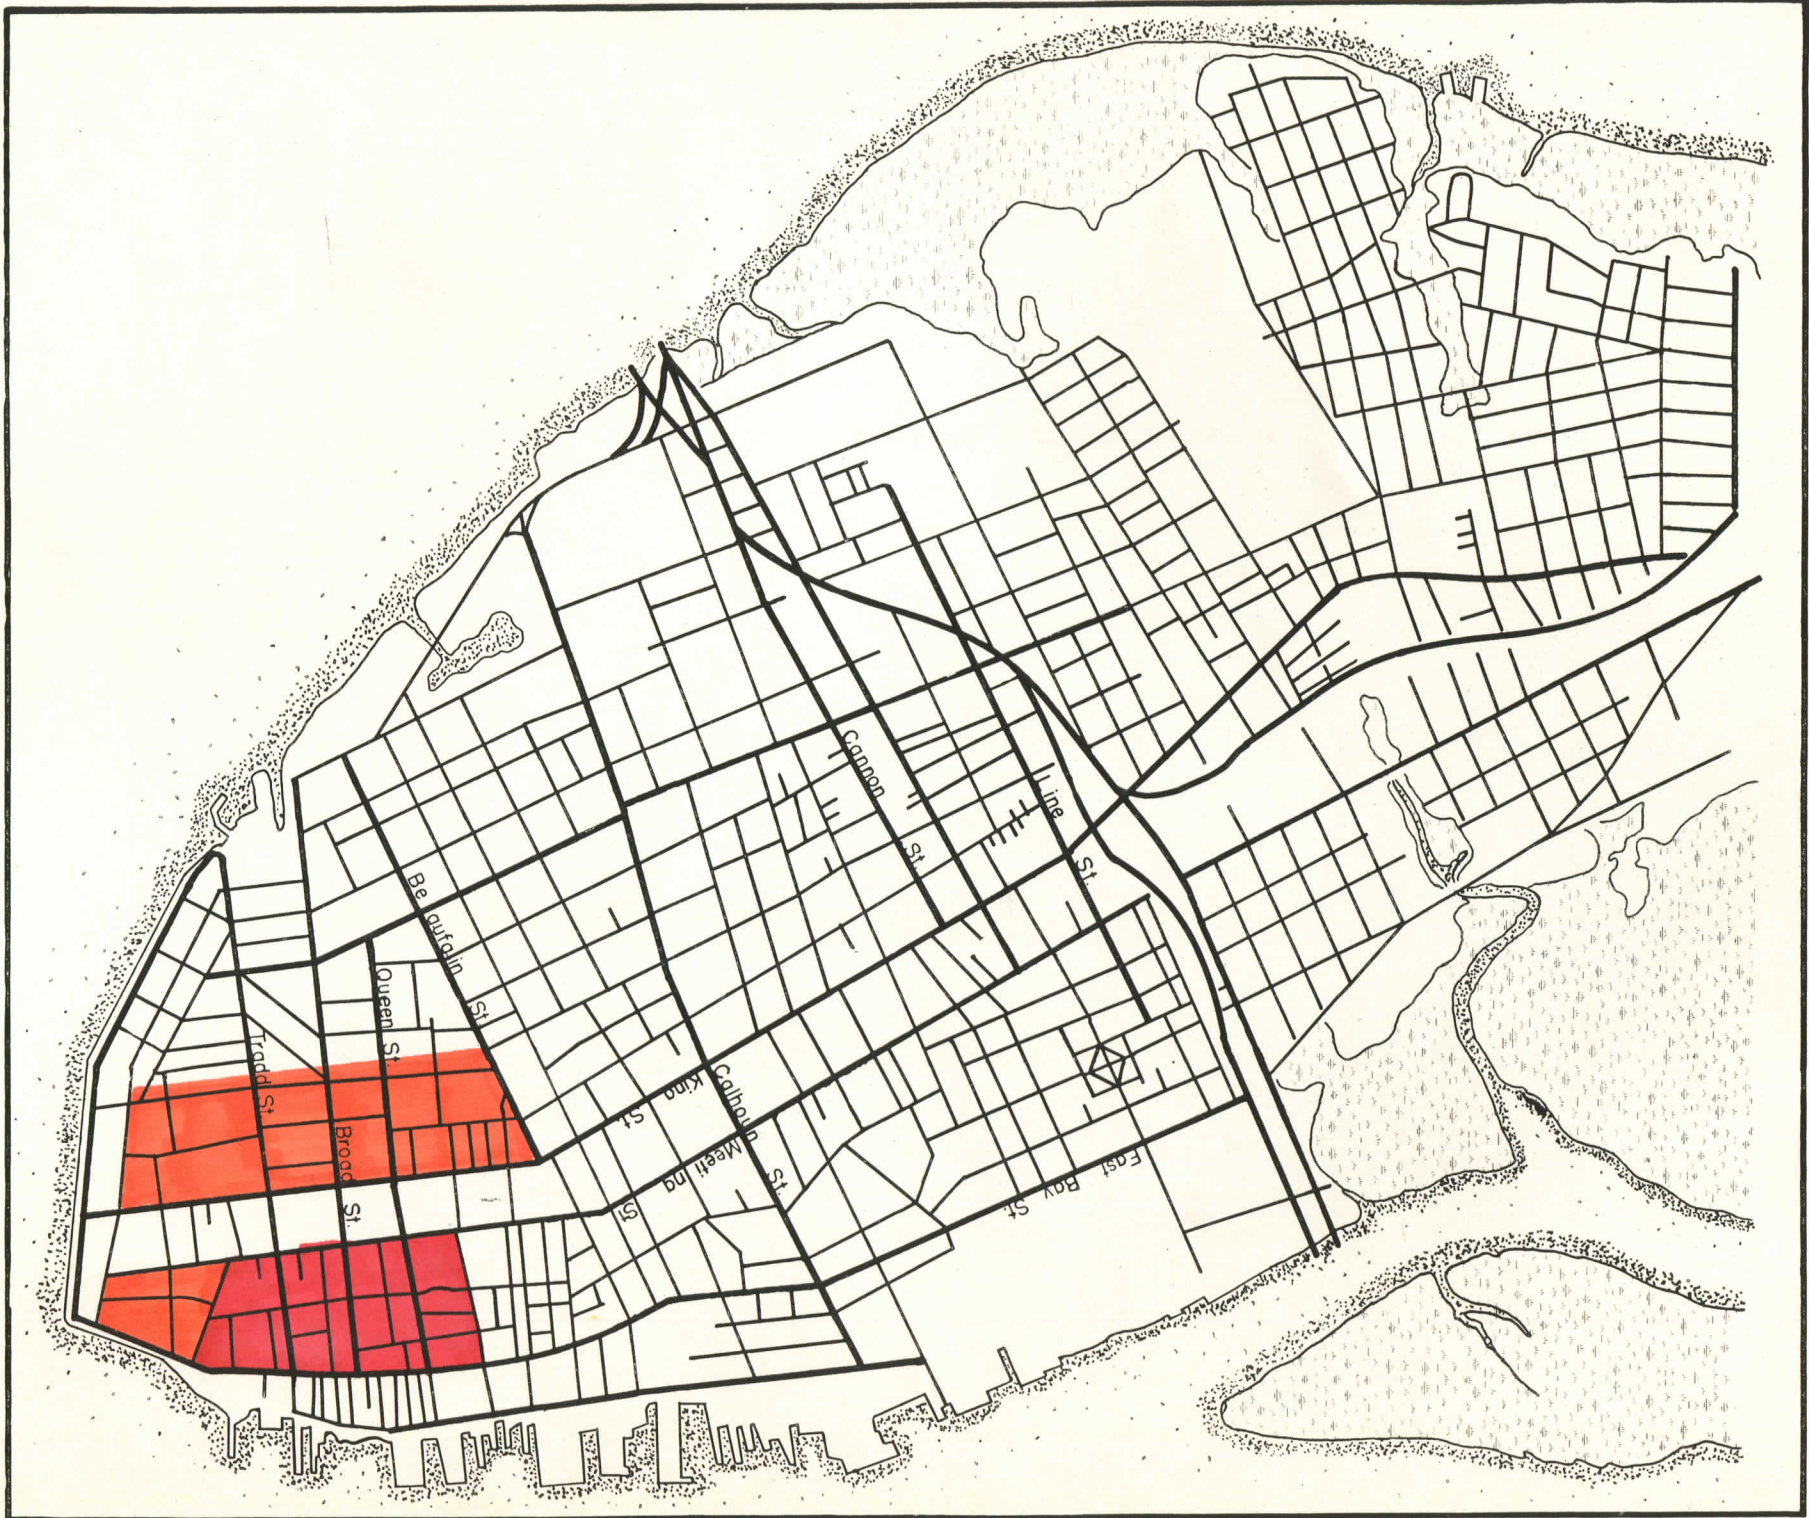 Cannon St.
Line St.
Beaufain St.
Queen St.
Tradd St.
Broad St.
King St.
Calhoun St.
Meeting St.
East Bay St.